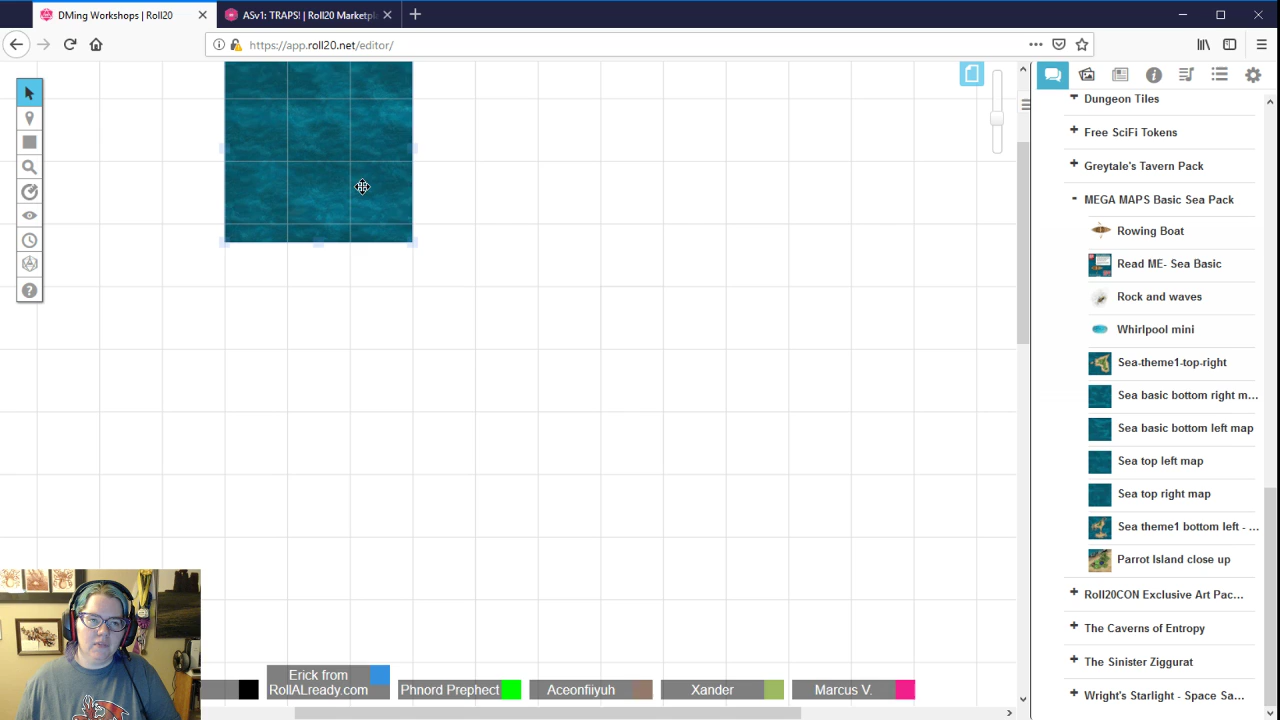 DMing Workshops | Roll20
ASv1: TRAPS! | Roll20 Marketpl
https://app.roll20.net/editor/
Dungeon Tiles
Free SciFi Tokens
Greytale's Tavern Pack
MEGA MAPS Basic Sea Pack
Rowing Boat
Read ME- Sea Basic
Rock and waves
Whirlpool mini
Sea-theme1-top-right
Sea basic bottom right m...
Sea basic bottom left map
Sea top left map
Sea top right map
Sea theme1 bottom left - ...
Parrot Island close up
Roll20CON Exclusive Art Pac...
The Caverns of Entropy
The Sinister Ziggurat
Wright's Starlight - Space Sa...
Erick from
RollALready.com
Phnord Prephect
Aceonfiiyuh
Xander
Marcus V.